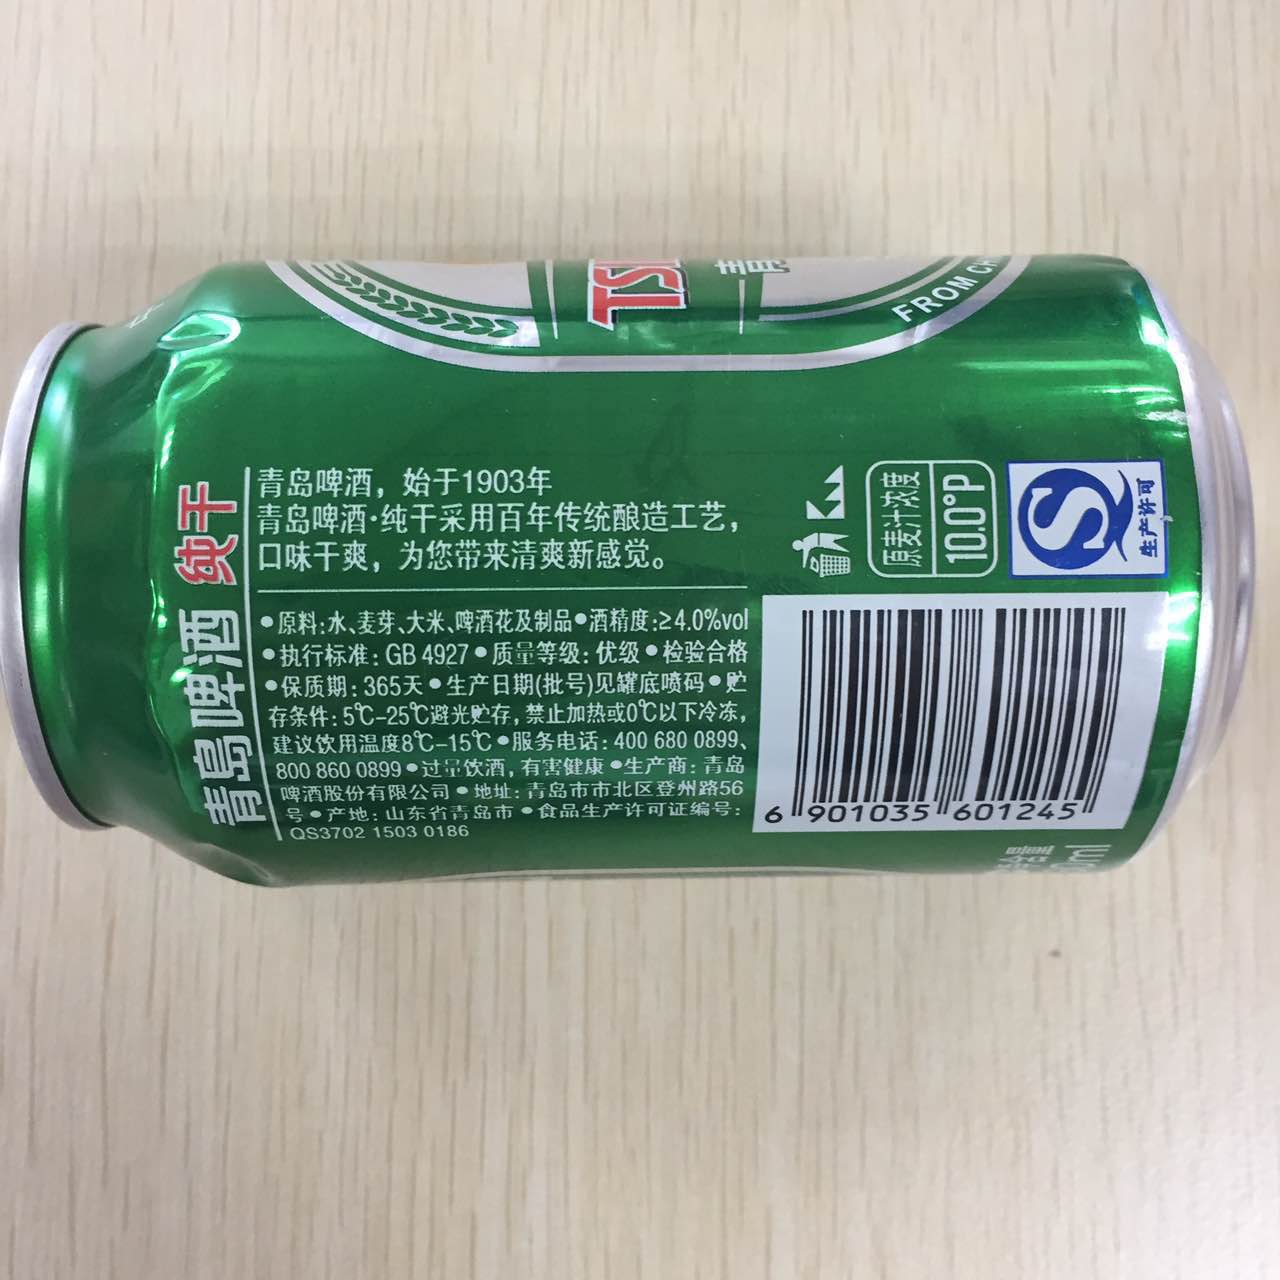 TSI
FROM CH
青岛啤酒 纯干
青岛啤酒，始于1903年
青岛啤酒·纯干采用百年传统酿造工艺，
口味干爽，为您带来清爽新感觉。
•原料:水、麦芽、大米、啤酒花及制品•酒精度:≥4.0%vol
•执行标准: GB 4927•质量等级: 优级•检验合格
•保质期: 365天•生产日期(批号)见罐底喷码•贮
存条件: 5℃-25℃避光贮存, 禁止加热或0℃以下冷冻,
建议饮用温度8℃-15℃•服务电话: 400 680 0899、
800 860 0899•过量饮酒, 有害健康•生产商: 青岛
啤酒股份有限公司•地址: 青岛市市北区登州路56
号•产地: 山东省青岛市•食品生产许可证编号:
QS3702 1503 0186
原麦汁浓度
10.0°P
生产许可
6 901035 601245
ml